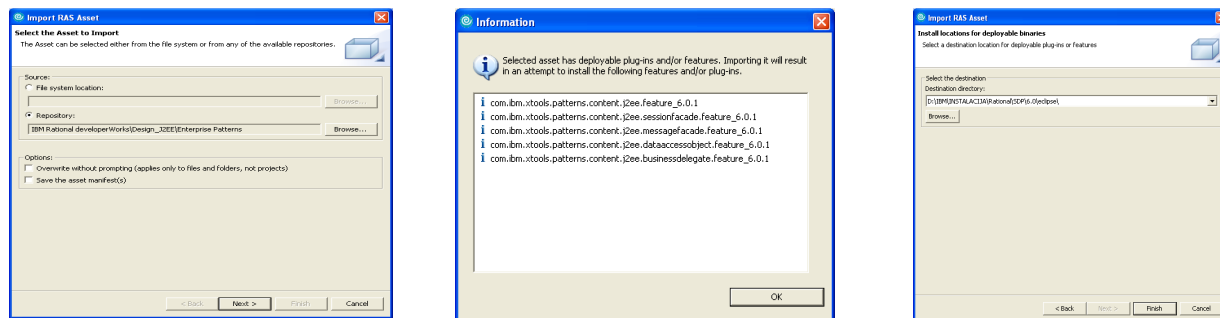 Import RAS Asset
Select the Asset to Import
The Asset can be selected either from the file system or from any of the available repositories.
Source:
File system location:
Browse...
Repository:
IBM Rational developerWorks\Design_J2EE\Enterprise Patterns
Browse...
Options:
Overwrite without prompting (applies only to files and folders, not projects)
Save the asset manifest(s)
< Back
Next >
Finish
Cancel
Information
Selected asset has deployable plug-ins and/or features. Importing it will result
in an attempt to install the following features and/or plug-ins.
com.ibm.xtools.patterns.content.j2ee.feature_6.0.1
com.ibm.xtools.patterns.content.j2ee.sessionfacade.feature_6.0.1
com.ibm.xtools.patterns.content.j2ee.messagefacade.feature_6.0.1
com.ibm.xtools.patterns.content.j2ee.dataaccessobject.feature_6.0.1
com.ibm.xtools.patterns.content.j2ee.businessdelegate.feature_6.0.1
OK
Import RAS Asset
Install locations for deployable binaries
Select a destination location for deployable plug-ins or features
Select the destination
Destination directory:
D:\IBM\INSTALACIJA\Rational\SDP\6.0\eclipse\
Browse...
< Back
Next >
Finish
Cancel